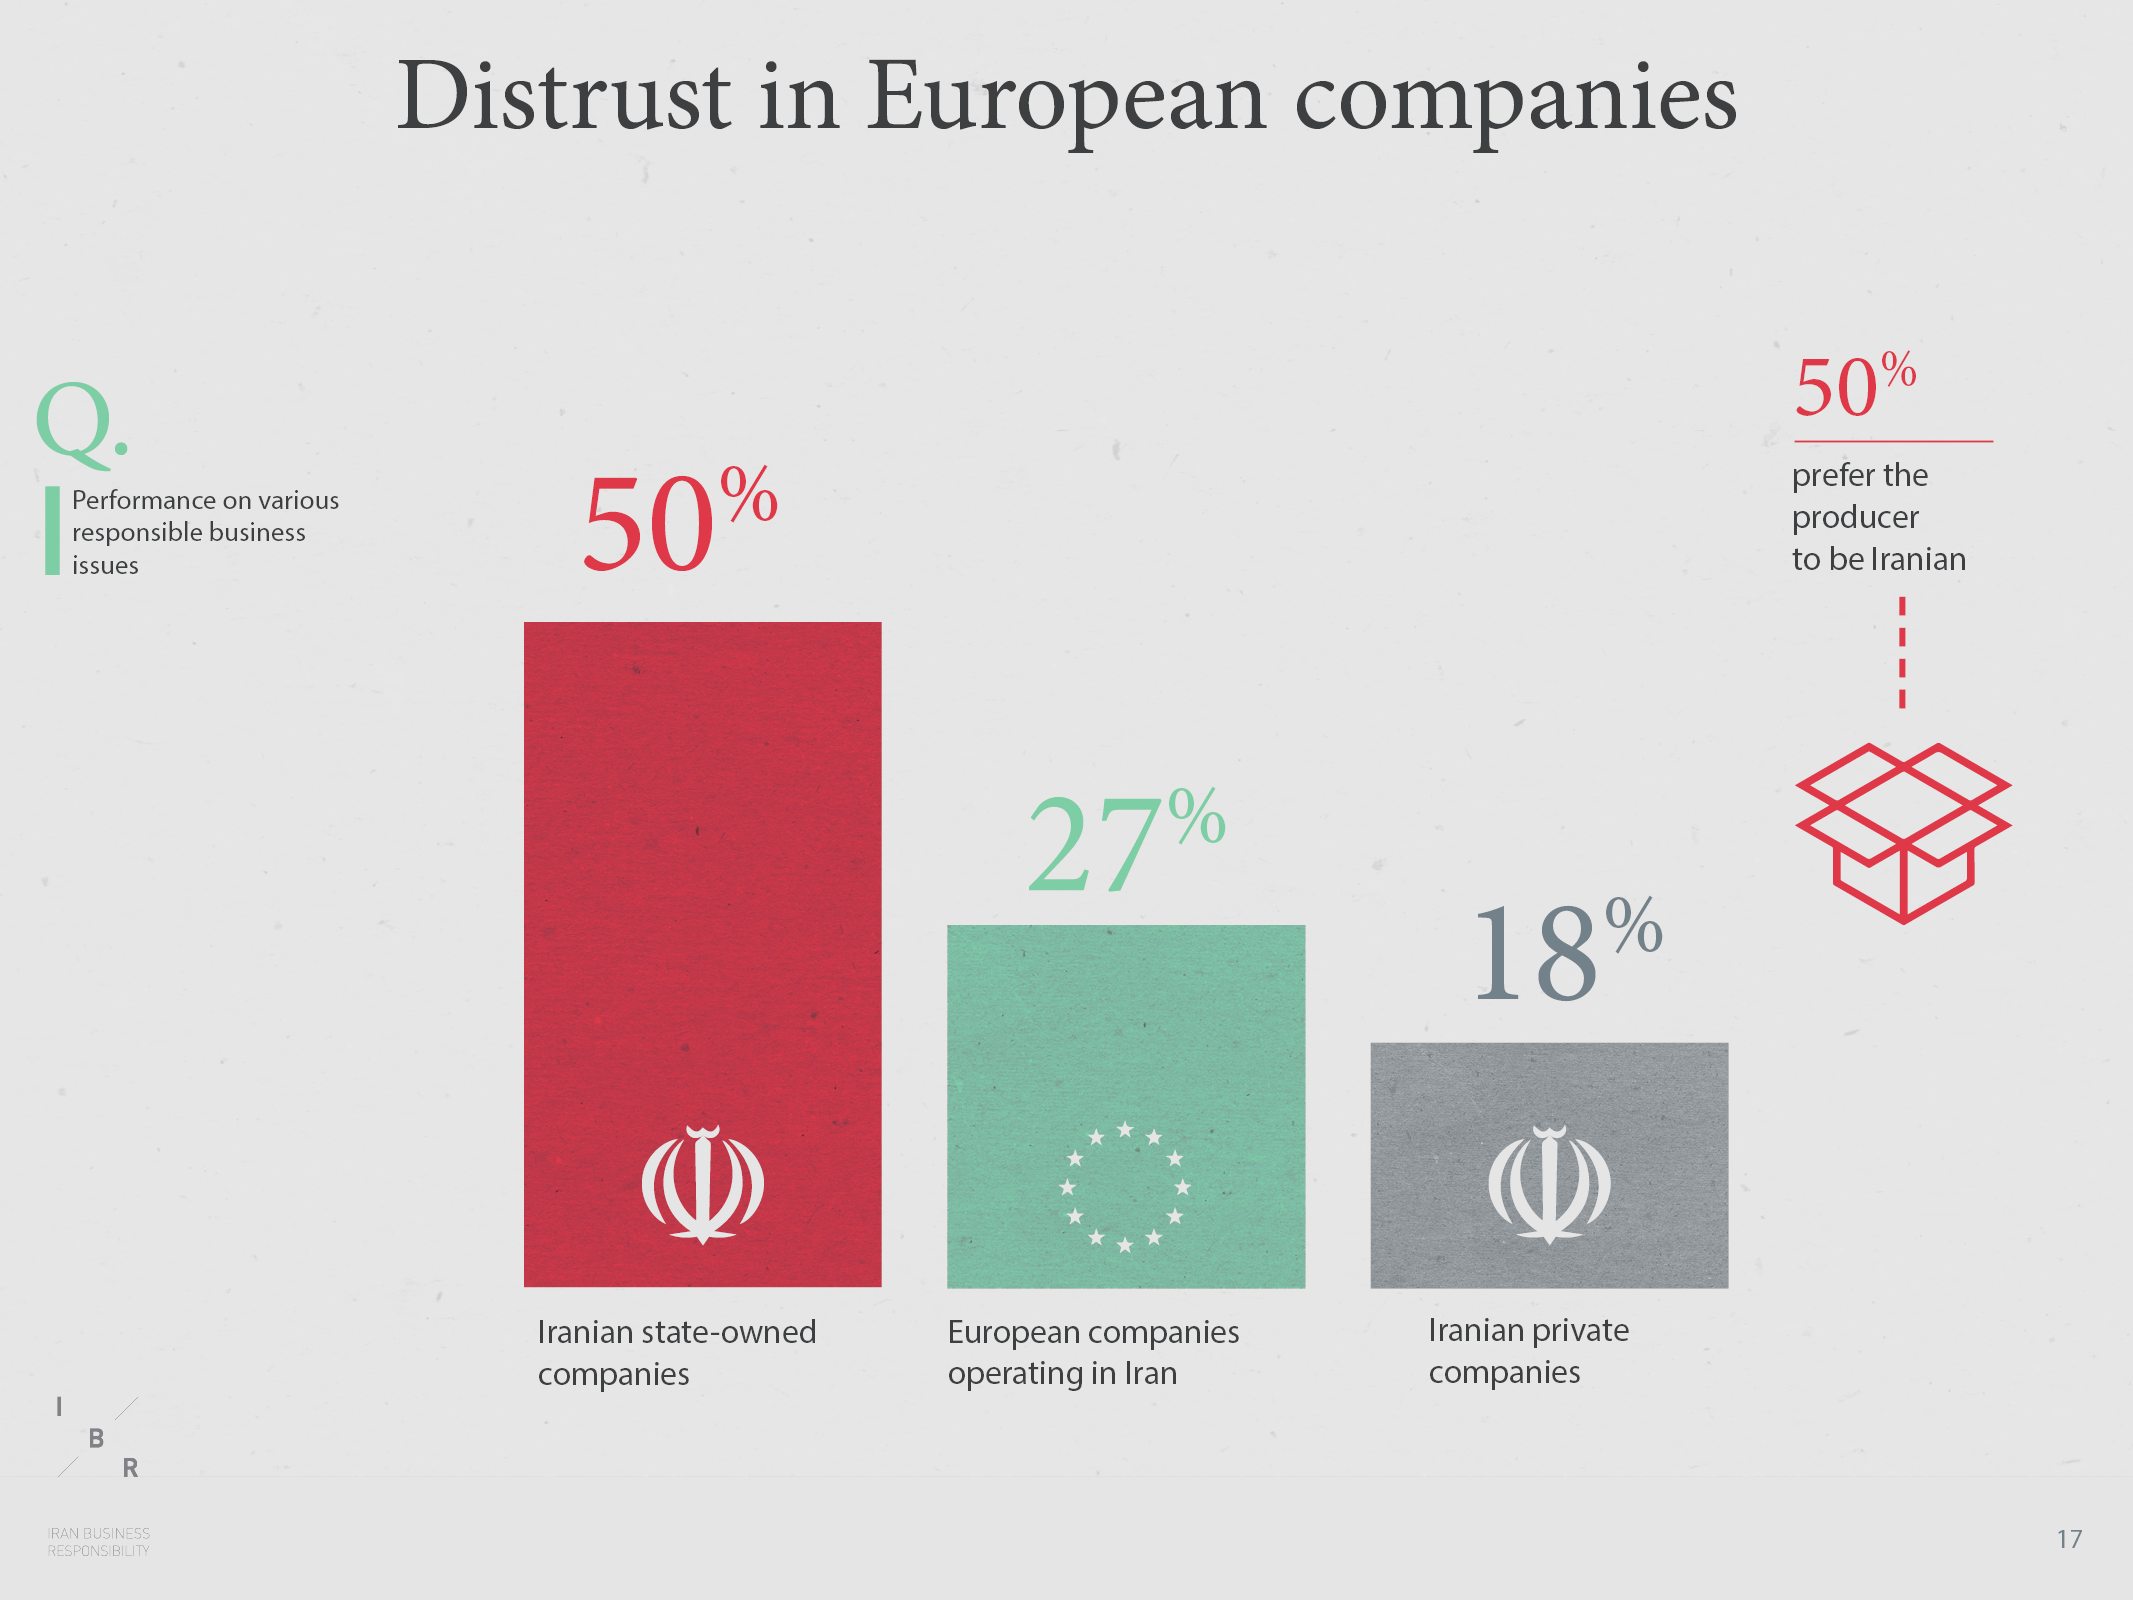 Distrust in European companies
Q.
Performance on various
responsible business
issues
50%
27%
18%
50%
prefer the
producer
to be Iranian
Iranian state-owned
companies
European companies
operating in Iran
Iranian private
companies
I
B
R
IRAN BUSINESS
RESPONSIBILITY
17